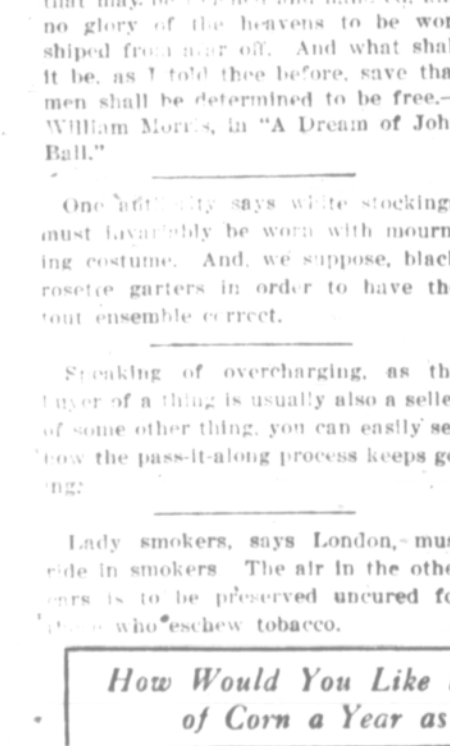 that may be
no glory of the heavens to be wor
shiped from afar off. And what shal
it be, as I told thee before, save tha
men shall be determined to be free.—
William Morris, in "A Dream of Joh
Ball."
One authority says white stocking
must invariably be worn with mourn
ing costume. And, we suppose, blac
rosette garters in order to have th
tout ensemble correct.
Speaking of overcharging, as th
buyer of a thing is usually also a selle
of some other thing, you can easily se
how the pass-it-along process keeps go
ing.
Lady smokers, says London, mus
ride in smokers The air in the othe
cars is to be preserved uncured fo
those who eschew tobacco.
How Would You Like
of Corn a Year as